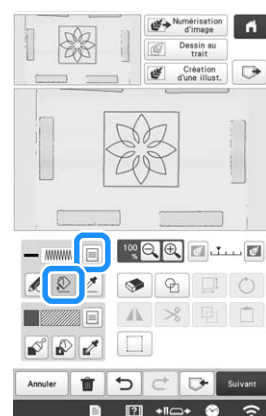 Numérisation
d'image
Dessin au
trait
Création
d'une illust.
100
%
Annuler
Suivant
?